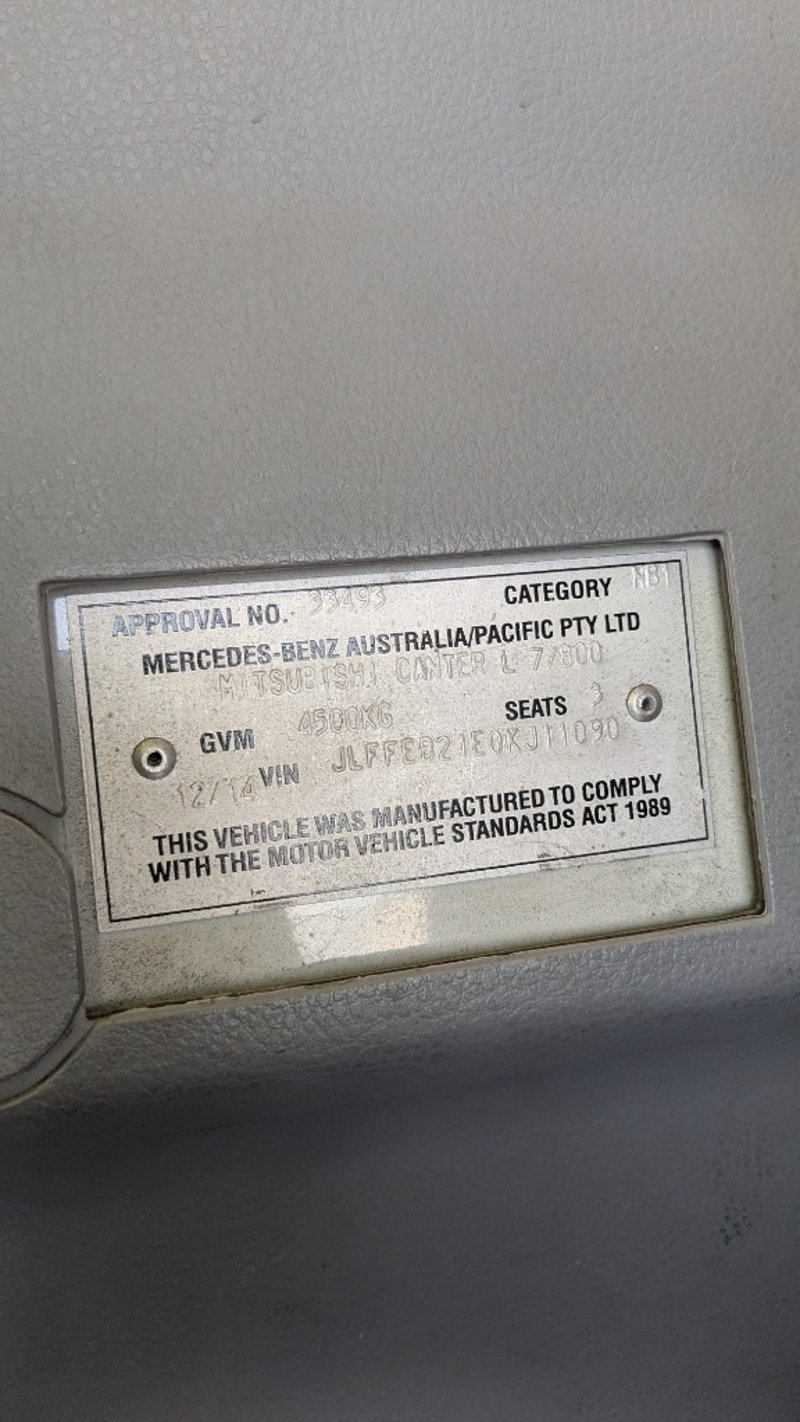 APPROVAL NO. 33493 CATEGORY NB1
MERCEDES-BENZ AUSTRALIA/PACIFIC PTY LTD
MITSUBISHI CANTER L 7/800
GVM 4500KG SEATS 3
12/14 VIN JLFFEB21E0KJ11090
THIS VEHICLE WAS MANUFACTURED TO COMPLY
WITH THE MOTOR VEHICLE STANDARDS ACT 1989